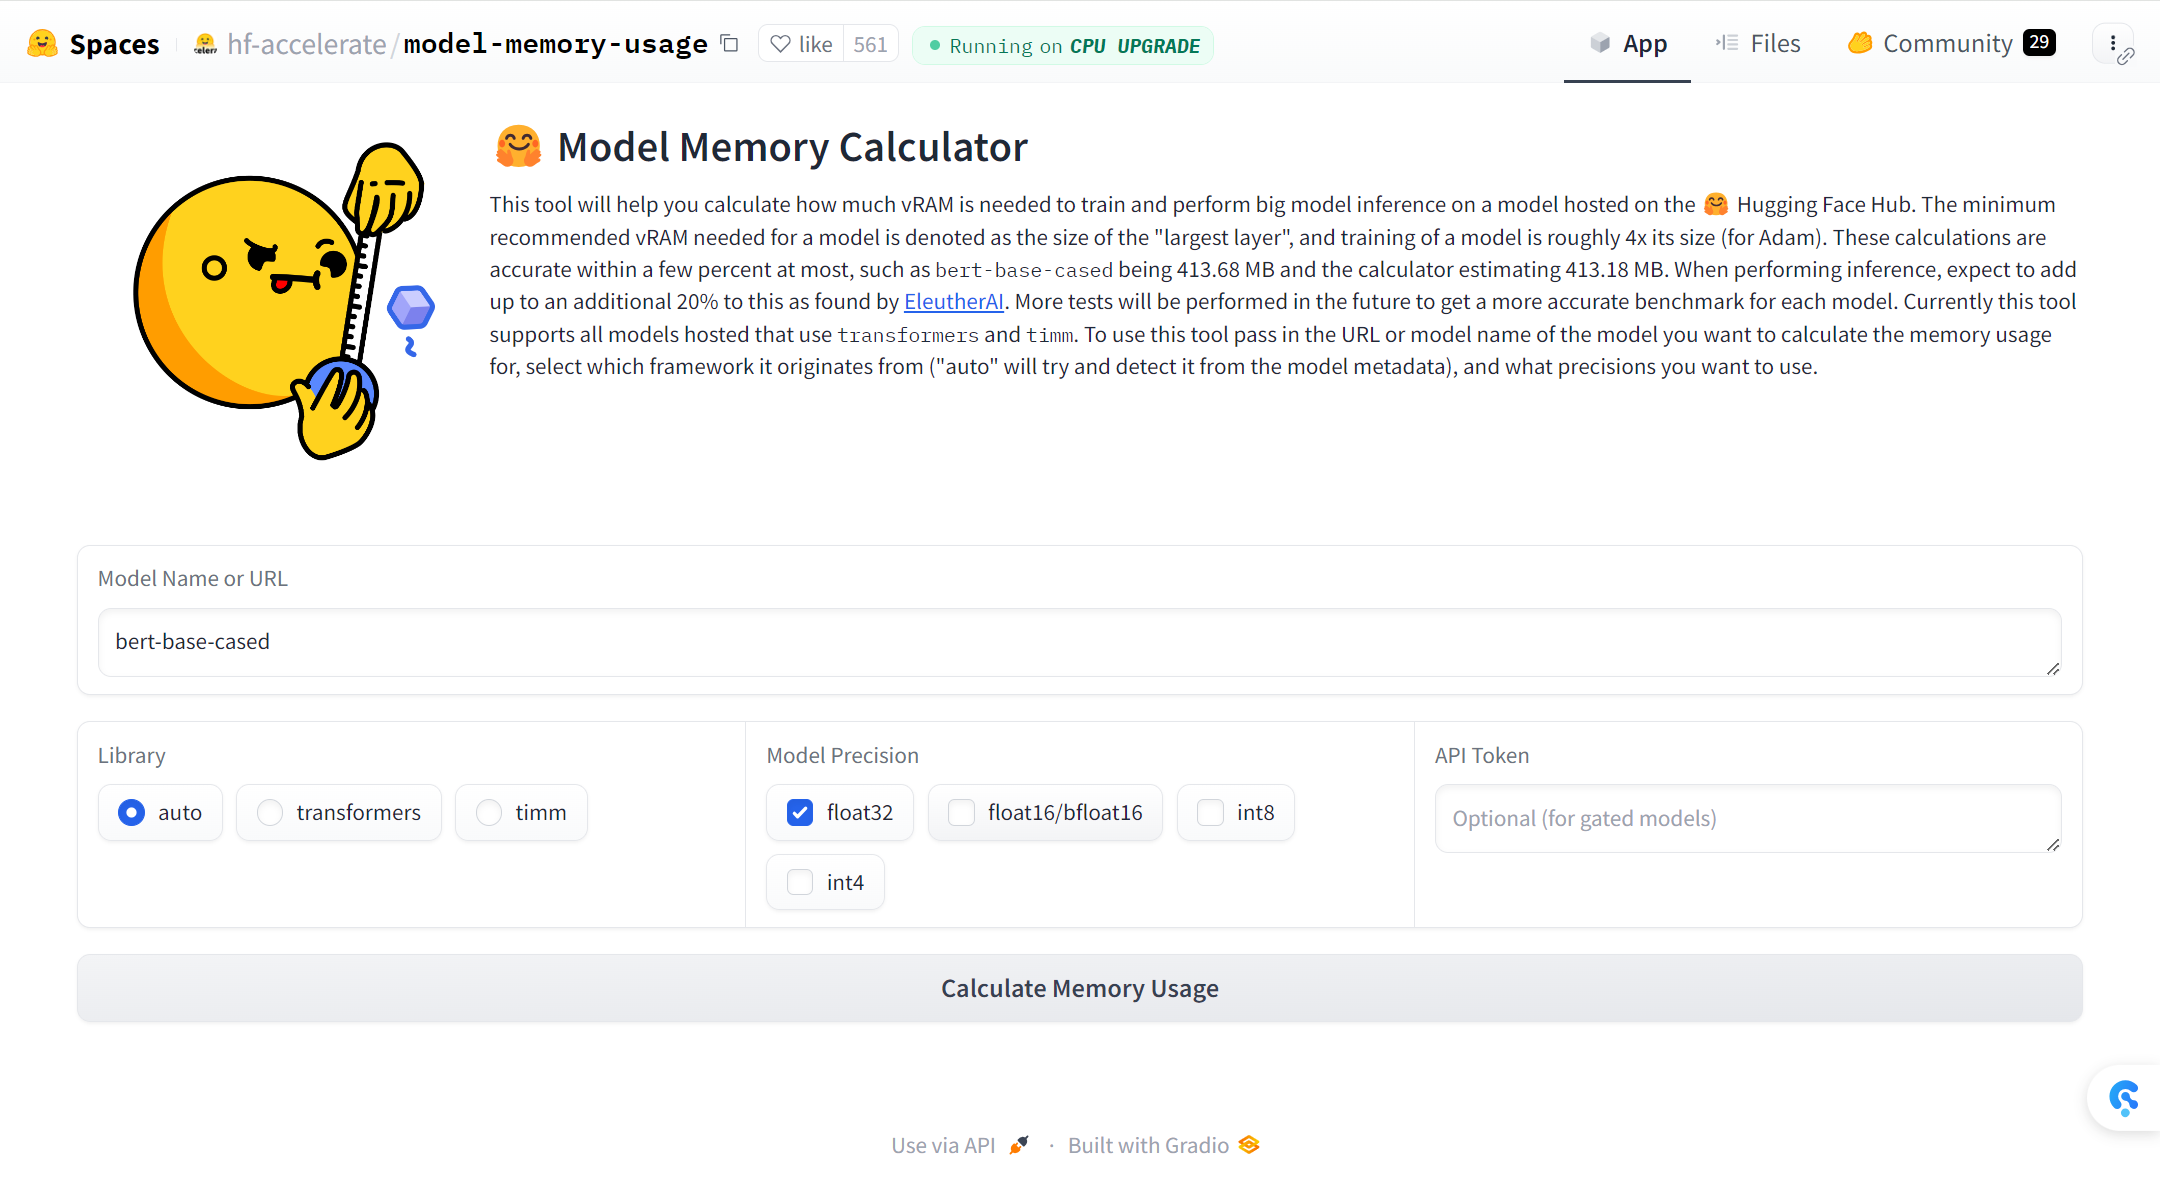 Spaces
hf-accelerate/model-memory-usage
like 561
Running on CPU UPGRADE
App
Files
Community 29
Model Memory Calculator
This tool will help you calculate how much vRAM is needed to train and perform big model inference on a model hosted on the 🤗 Hugging Face Hub. The minimum
recommended vRAM needed for a model is denoted as the size of the "largest layer", and training of a model is roughly 4x its size (for Adam). These calculations are
accurate within a few percent at most, such as bert-base-cased being 413.68 MB and the calculator estimating 413.18 MB. When performing inference, expect to add
up to an additional 20% to this as found by EleutherAI. More tests will be performed in the future to get a more accurate benchmark for each model. Currently this tool
supports all models hosted that use transformers and timm. To use this tool pass in the URL or model name of the model you want to calculate the memory usage
for, select which framework it originates from ("auto" will try and detect it from the model metadata), and what precisions you want to use.
Model Name or URL
bert-base-cased
Library
auto
transformers
timm
Model Precision
float32
float16/bfloat16
int8
int4
API Token
Optional (for gated models)
Calculate Memory Usage
Use via API · Built with Gradio